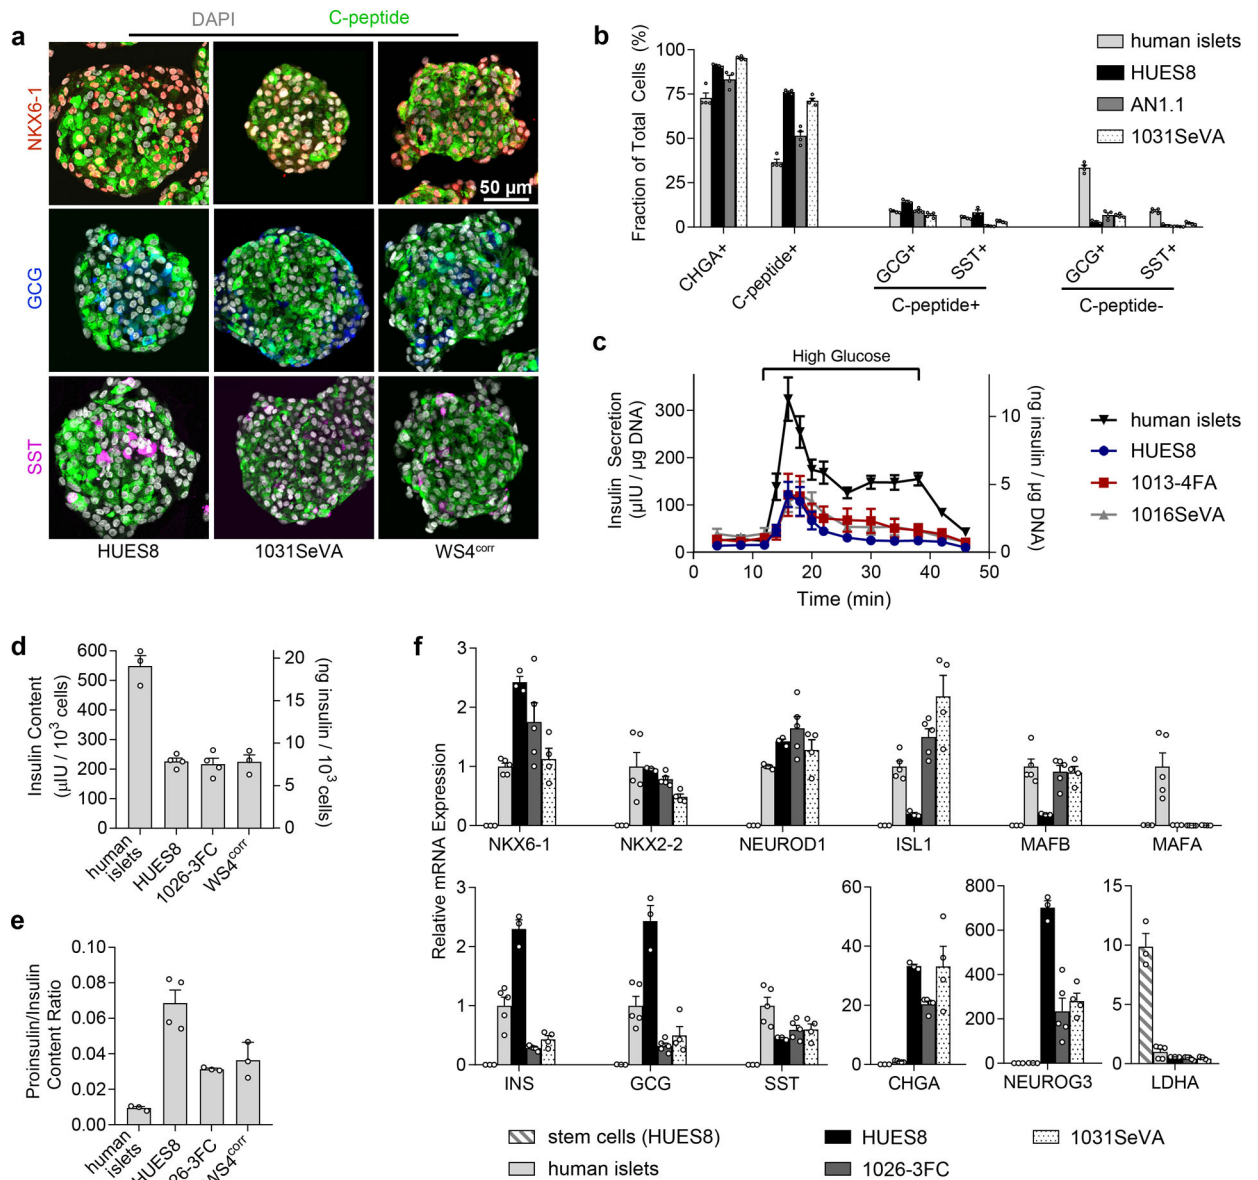 a
DAPI
C-peptide
NKX6-1
GCG
SST
50 µm
HUES8
1031SeVA
WS4corr
b
Fraction of Total Cells (%)
100
75
50
25
0
CHGA+
C-peptide+
GCG+
SST+
C-peptide+
GCG+
SST+
C-peptide-
human islets
HUES8
AN1.1
1031SeVA
c
High Glucose
Insulin Secretion
(µIU / µg DNA)
300
200
100
50
0
10
5
0
(ng insulin / µg DNA)
0
10
20
30
40
50
Time (min)
human islets
HUES8
1013-4FA
1016SeVA
d
Insulin Content
(µIU / 10³ cells)
600
500
400
300
200
100
0
20
15
10
5
0
(ng insulin / 10³ cells)
human islets
HUES8
1026-3FC
WS4corr
e
Proinsulin/Insulin
Content Ratio
0.10
0.08
0.06
0.04
0.02
0.00
human islets
HUES8
026-3FC
WS4corr
f
Relative mRNA Expression
3
2
1
0
NKX6-1
NKX2-2
NEUROD1
ISL1
MAFB
MAFA
3
2
1
0
INS
GCG
SST
60
40
20
0
CHGA
800
600
400
200
0
NEUROG3
15
10
5
0
LDHA
stem cells (HUES8)
HUES8
1031SeVA
human islets
1026-3FC